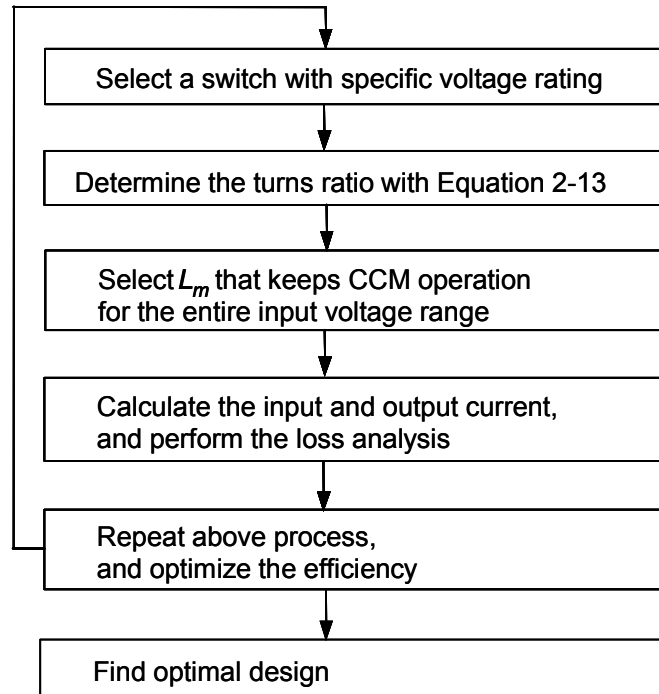 Select a switch with specific voltage rating
Determine the turns ratio with Equation 2-13
Select Lm that keeps CCM operation
for the entire input voltage range
Calculate the input and output current,
and perform the loss analysis
Repeat above process,
and optimize the efficiency
Find optimal design